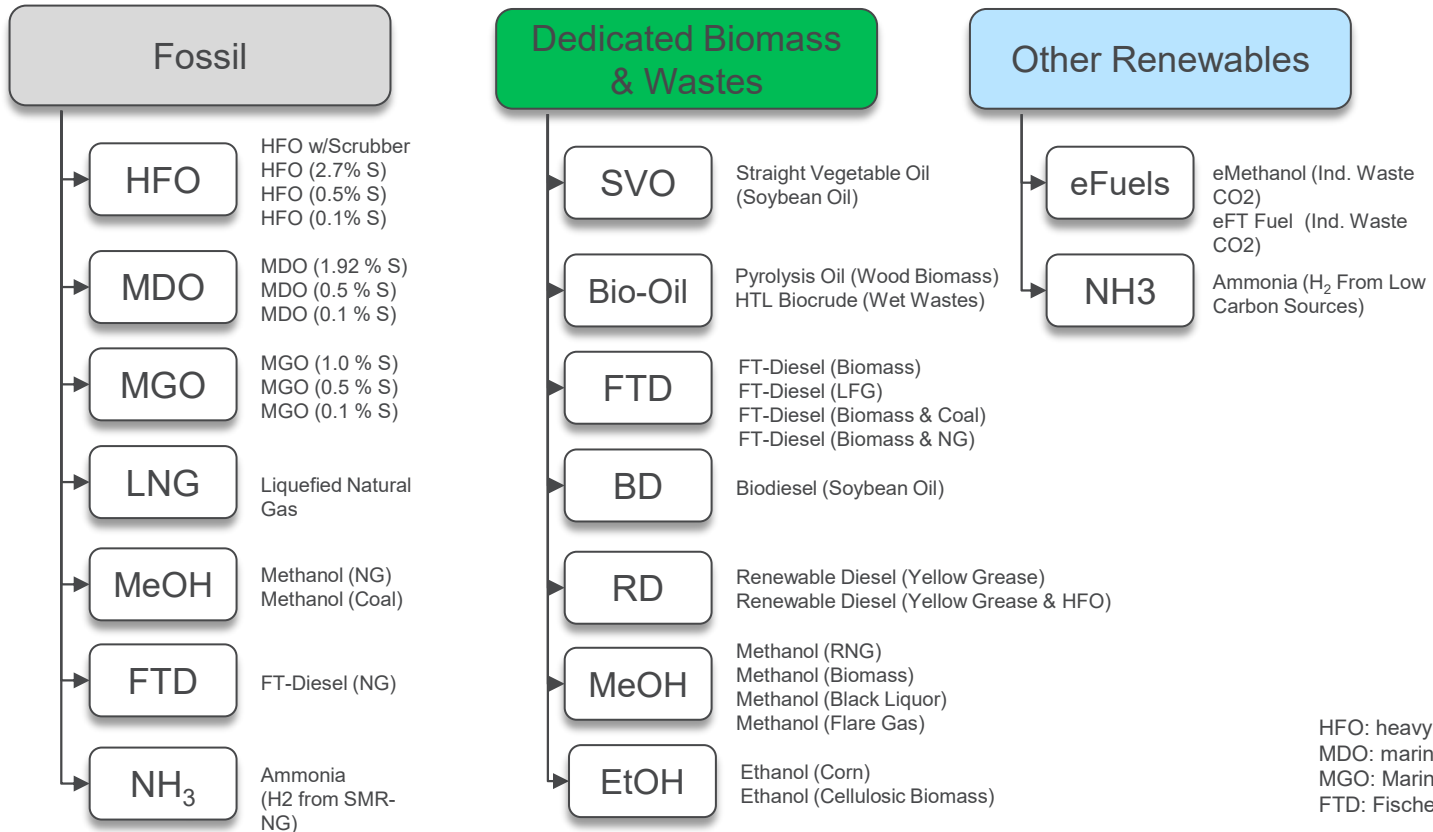 Fossil
HFO
HFO w/Scrubber
HFO (2.7% S)
HFO (0.5% S)
HFO (0.1% S)
MDO
MDO (1.92 % S)
MDO (0.5 % S)
MDO (0.1 % S)
MGO
MGO (1.0 % S)
MGO (0.5 % S)
MGO (0.1 % S)
LNG
Liquefied Natural
Gas
MeOH
Methanol (NG)
Methanol (Coal)
FTD
FT-Diesel (NG)
NH3
Ammonia
(H2 from SMR-
NG)
Dedicated Biomass
& Wastes
SVO
Straight Vegetable Oil
(Soybean Oil)
Bio-Oil
Pyrolysis Oil (Wood Biomass)
HTL Biocrude (Wet Wastes)
FTD
FT-Diesel (Biomass)
FT-Diesel (LFG)
FT-Diesel (Biomass & Coal)
FT-Diesel (Biomass & NG)
BD
Biodiesel (Soybean Oil)
RD
Renewable Diesel (Yellow Grease)
Renewable Diesel (Yellow Grease & HFO)
MeOH
Methanol (RNG)
Methanol (Biomass)
Methanol (Black Liquor)
Methanol (Flare Gas)
EtOH
Ethanol (Corn)
Ethanol (Cellulosic Biomass)
Other Renewables
eFuels
eMethanol (Ind. Waste
CO2)
eFT Fuel (Ind. Waste
CO2)
NH3
Ammonia (H2 From Low
Carbon Sources)
HFO: heavy
MDO: marin
MGO: Marin
FTD: Fische